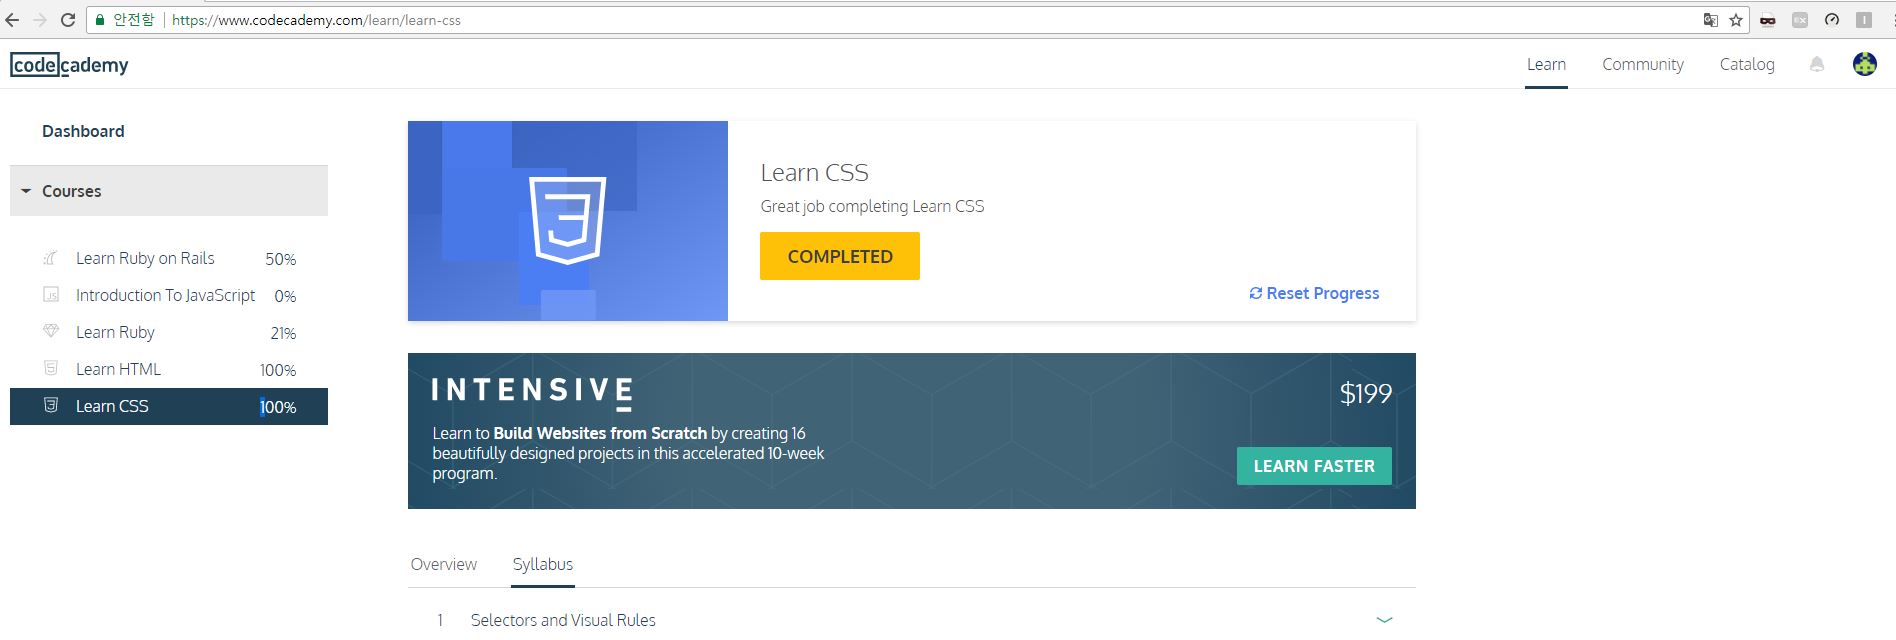 안전함 https://www.codecademy.com/learn/learn-css
codecademy Learn Community Catalog
Dashboard
Courses
Learn Ruby on Rails 50%
Introduction To JavaScript 0%
Learn Ruby 21%
Learn HTML 100%
Learn CSS 100%
Learn CSS
Great job completing Learn CSS
COMPLETED
Reset Progress
INTENSIVE
$199
Learn to Build Websites from Scratch by creating 16
beautifully designed projects in this accelerated 10-week
program.
LEARN FASTER
Overview Syllabus
1 Selectors and Visual Rules